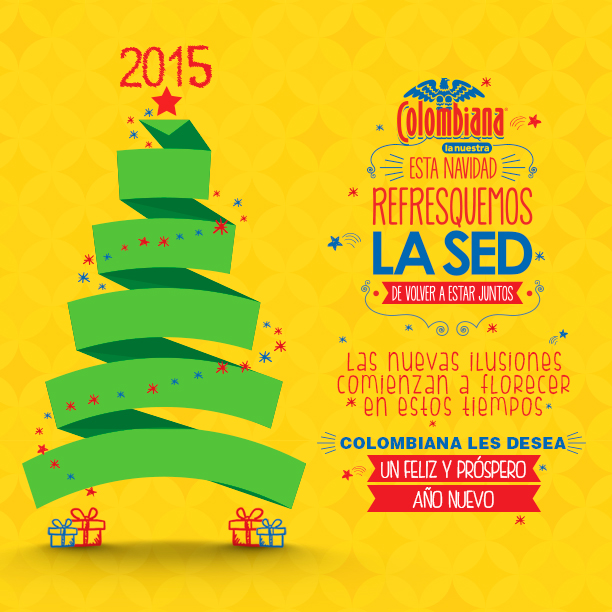 2015
Colombiana
la nuestra
ESTA NAVIDAD
REFRESQUEMOS
LA SED
DE VOLVER A ESTAR JUNTOS
Las nuevas ilusiones
comienzan a florecer
en estos tiempos
COLOMBIANA LES DESEA
UN FELIZ Y PRÓSPERO
AÑO NUEVO